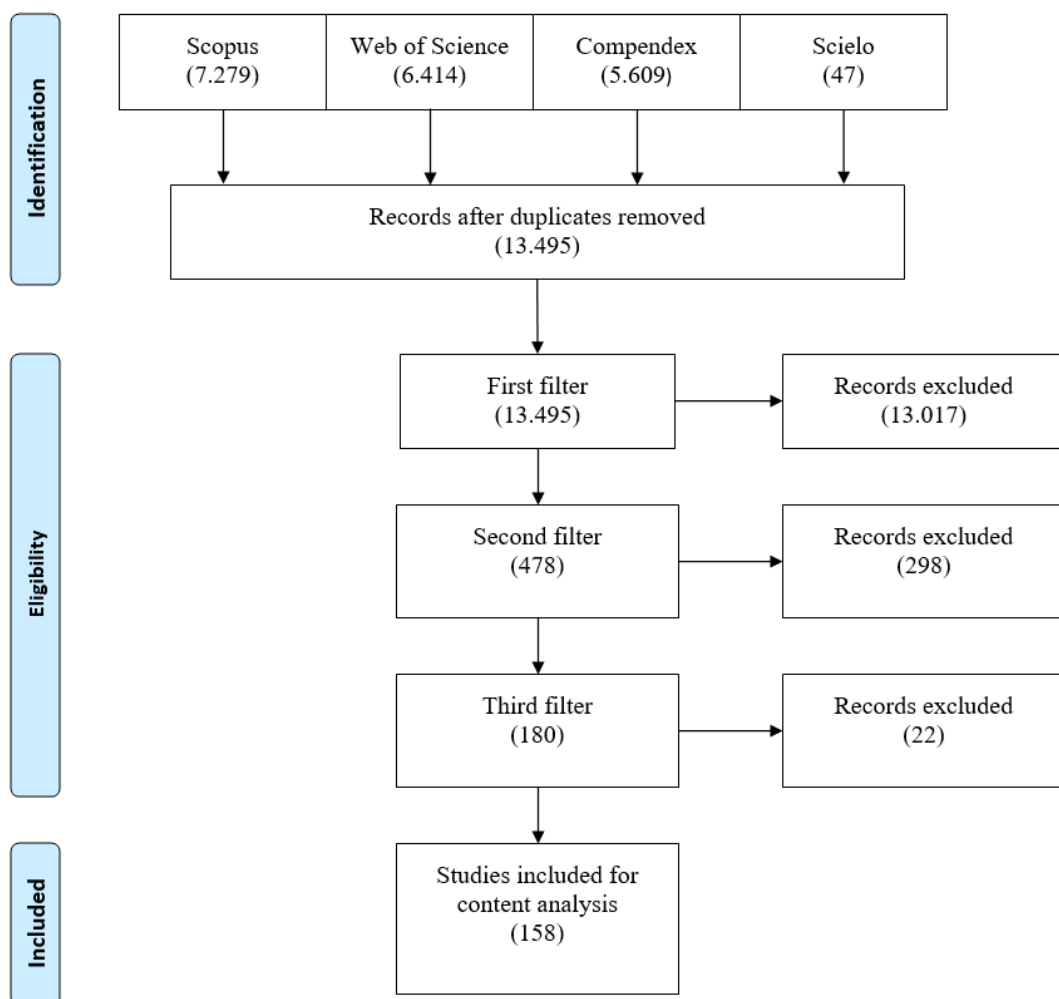 Identification
Scopus
(7.279)
Web of Science
(6.414)
Compendex
(5.609)
Scielo
(47)
Records after duplicates removed
(13.495)
Eligibility
First filter
(13.495)
Records excluded
(13.017)
Second filter
(478)
Records excluded
(298)
Third filter
(180)
Records excluded
(22)
Included
Studies included for
content analysis
(158)